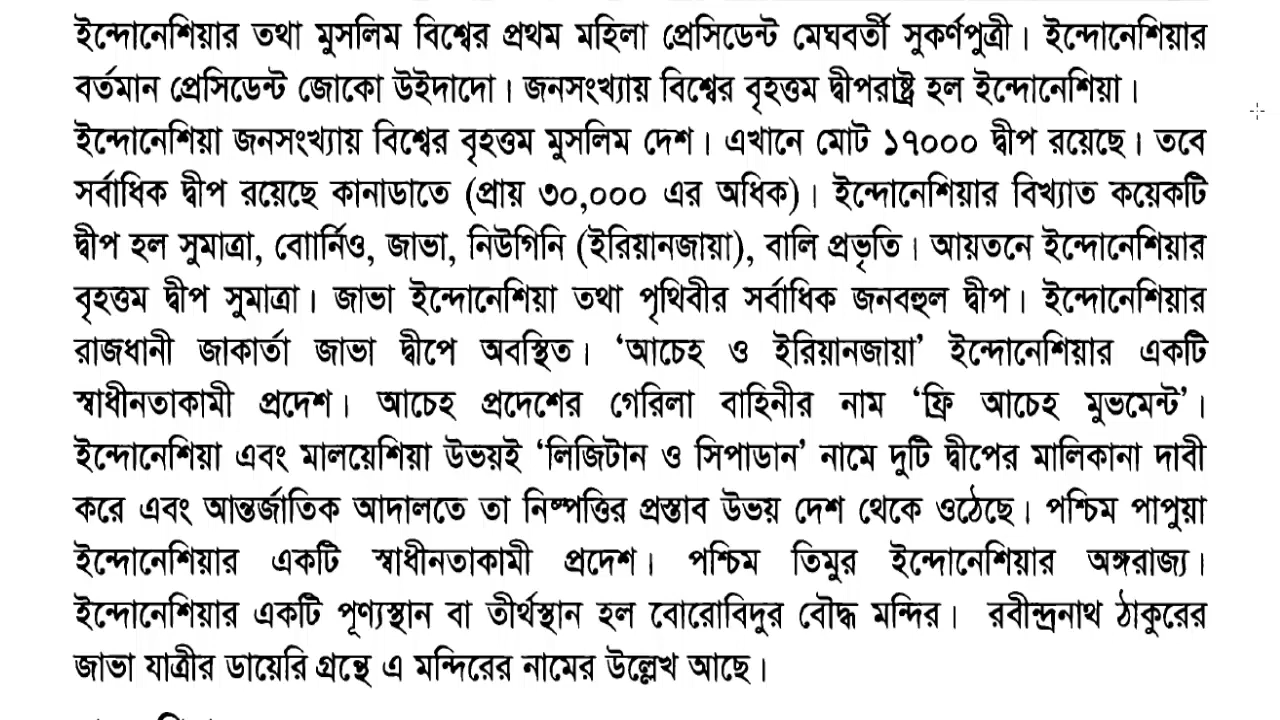 ইন্দোনেশিয়ার তথা মুসলিম বিশ্বের প্রথম মহিলা প্রেসিডেন্ট মেঘবর্তী সুকর্ণপুত্রী। ইন্দোনেশিয়ার
বর্তমান প্রেসিডেন্ট জোকো উইদাদো। জনসংখ্যায় বিশ্বের বৃহত্তম দ্বীপরাষ্ট্র হল ইন্দোনেশিয়া।
ইন্দোনেশিয়া জনসংখ্যায় বিশ্বের বৃহত্তম মুসলিম দেশ। এখানে মোট ১৭০০০ দ্বীপ রয়েছে। তবে
সর্বাধিক দ্বীপ রয়েছে কানাডাতে (প্রায় ৩০,০০০ এর অধিক)। ইন্দোনেশিয়ার বিখ্যাত কয়েকটি
দ্বীপ হল সুমাত্রা, বোার্নিও, জাভা, নিউগিনি (ইরিয়ানজায়া), বালি প্রভৃতি। আয়তনে ইন্দোনেশিয়ার
বৃহত্তম দ্বীপ সুমাত্রা। জাভা ইন্দোনেশিয়া তথা পৃথিবীর সর্বাধিক জনবহুল দ্বীপ। ইন্দোনেশিয়ার
রাজধানী জাকার্তা জাভা দ্বীপে অবস্থিত। ‘আচেহ ও ইরিয়ানজায়া’ ইন্দোনেশিয়ার একটি
স্বাধীনতাকামী প্রদেশ। আচেহ প্রদেশের গেরিলা বাহিনীর নাম ‘ফ্রি আচেহ মুভমেন্ট’।
ইন্দোনেশিয়া এবং মালয়েশিয়া উভয়ই ‘লিজিটান ও সিপাডান’ নামে দুটি দ্বীপের মালিকানা দাবী
করে এবং আন্তর্জাতিক আদালতে তা নিষ্পত্তির প্রস্তাব উভয় দেশ থেকে ওঠেছে। পশ্চিম পাপুয়া
ইন্দোনেশিয়ার একটি স্বাধীনতাকামী প্রদেশ। পশ্চিম তিমুর ইন্দোনেশিয়ার অঙ্গরাজ্য।
ইন্দোনেশিয়ার একটি পূণ্যস্থান বা তীর্থস্থান হল বোরোবিদুর বৌদ্ধ মন্দির। রবীন্দ্রনাথ ঠাকুরের
জাভা যাত্রীর ডায়েরি গ্রন্থে এ মন্দিরের নামের উল্লেখ আছে।